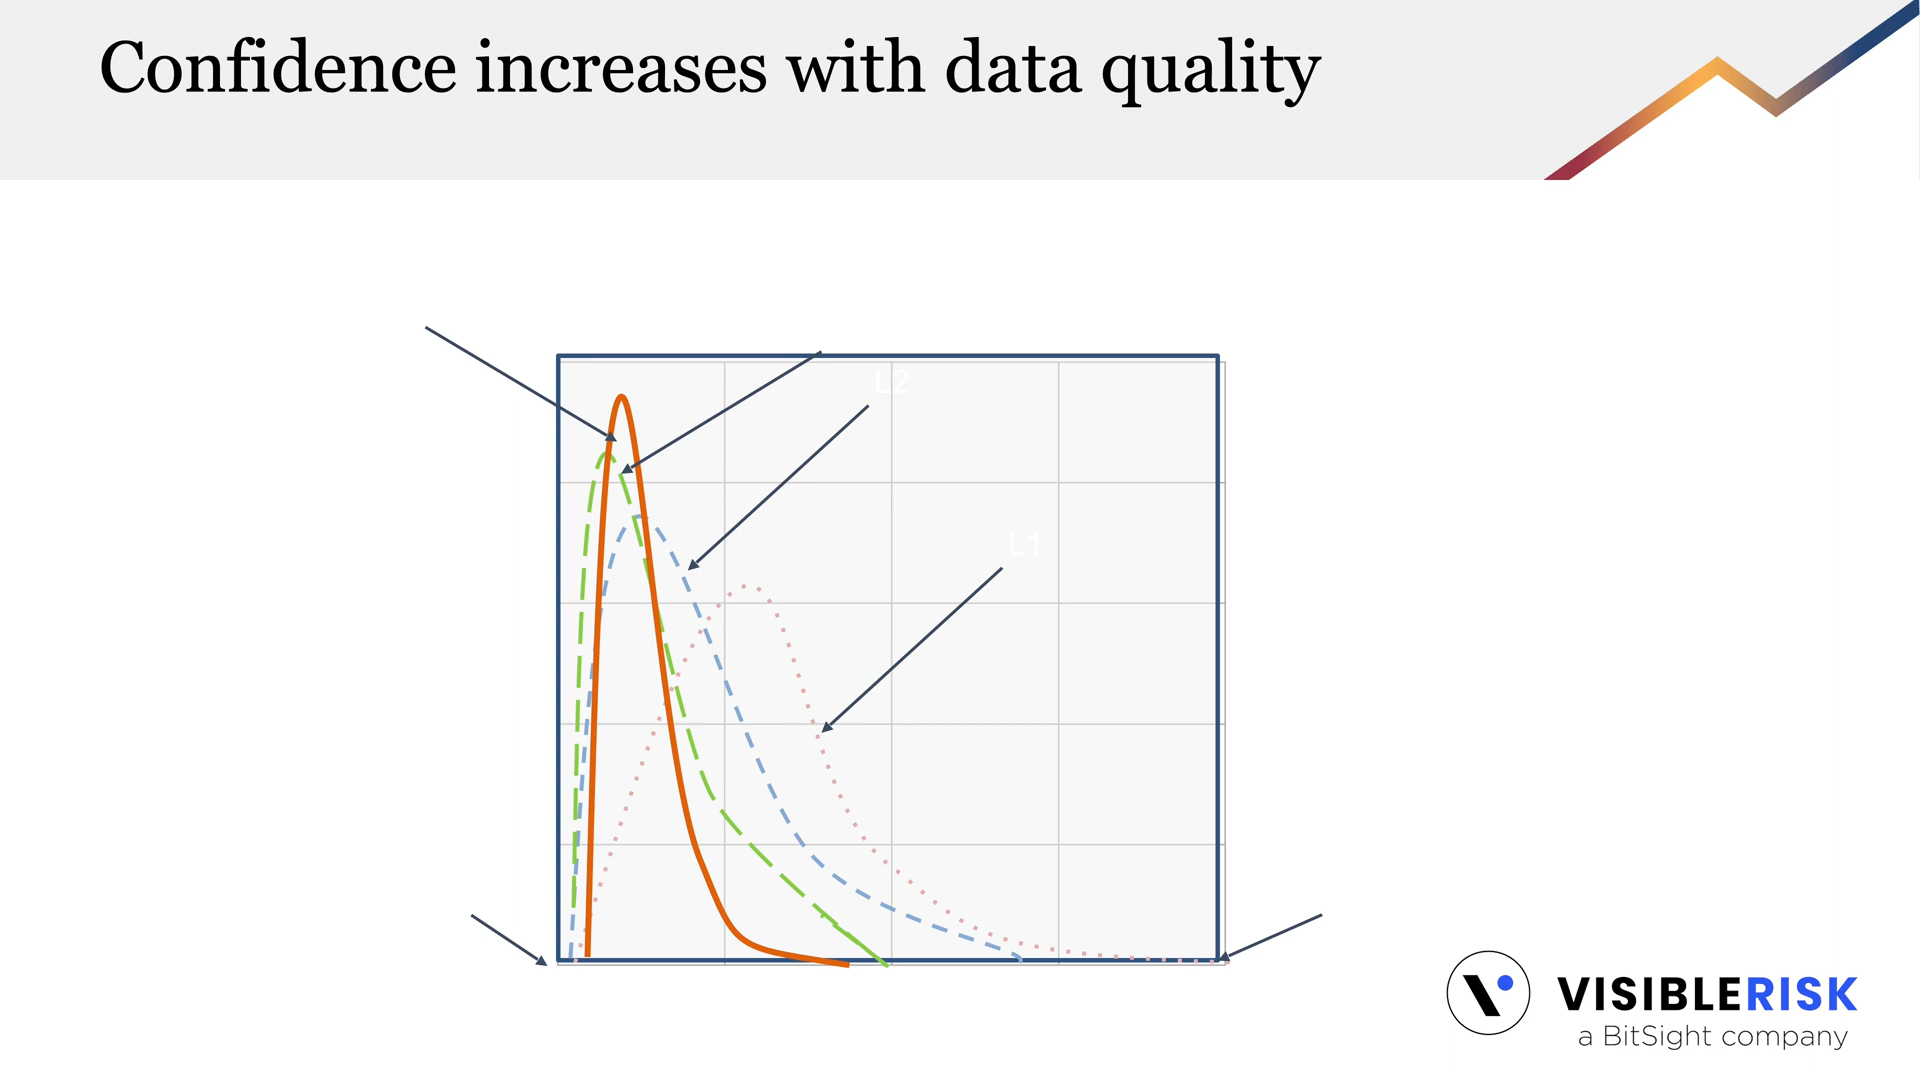 Confidence increases with data quality
L2
L1
VISIBLERISK
a BitSight company